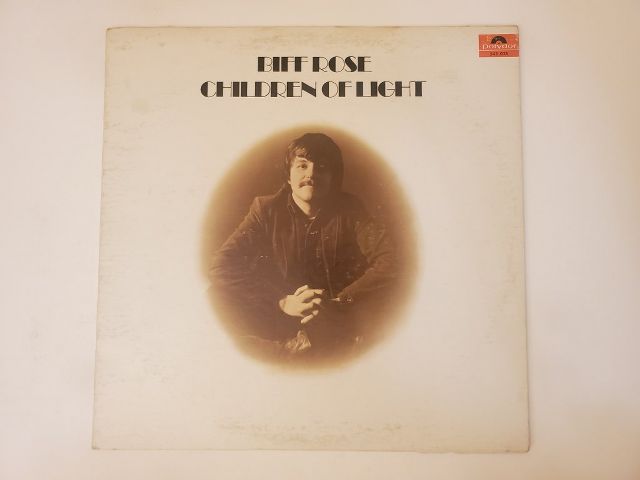 BIFF ROSE
CHILDREN OF LIGHT
Polydor